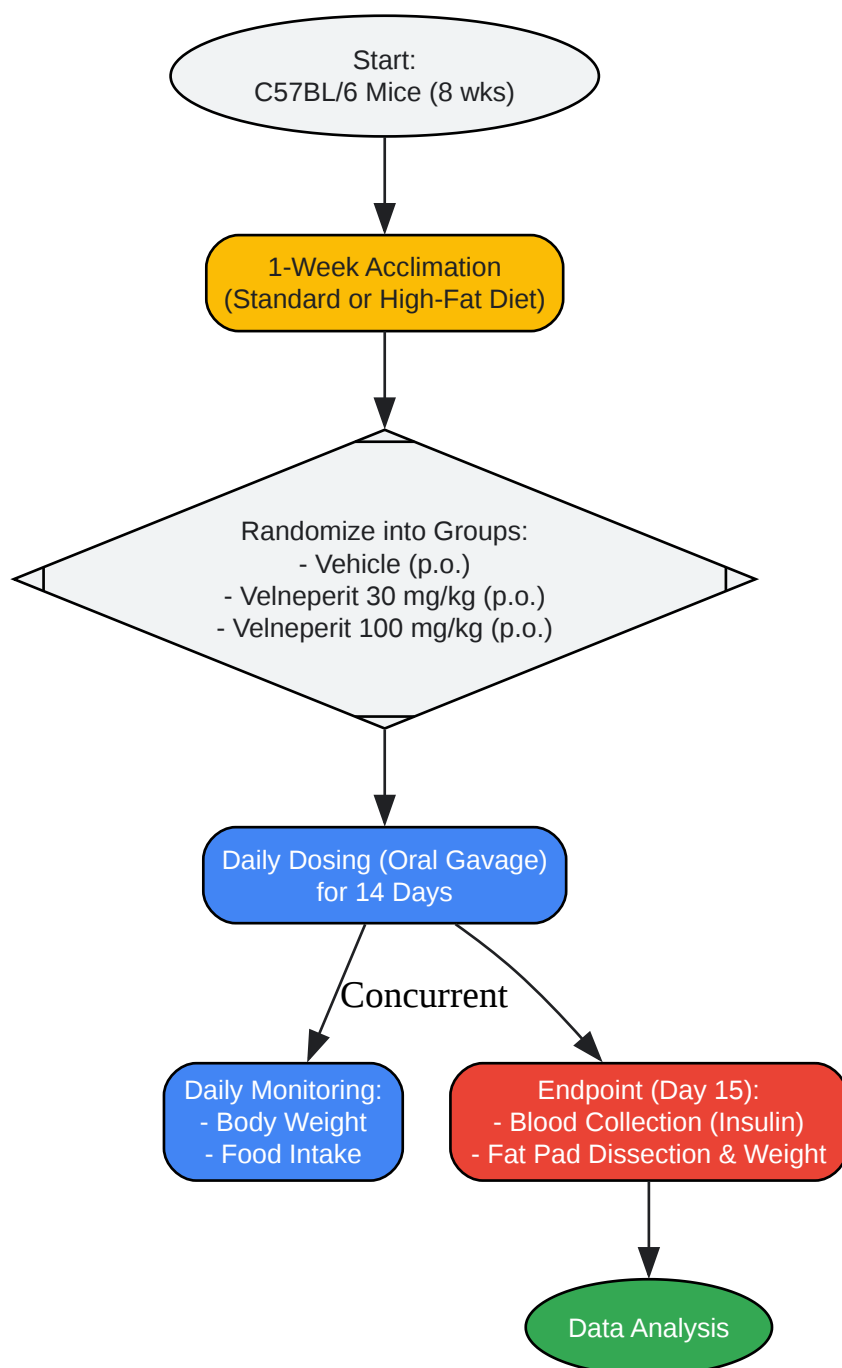 Start:
C57BL/6 Mice (8 wks)
1-Week Acclimation
(Standard or High-Fat Diet)
Randomize into Groups:
- Vehicle (p.o.)
- Velneperit 30 mg/kg (p.o.)
- Velneperit 100 mg/kg (p.o.)
Daily Dosing (Oral Gavage)
for 14 Days
Concurrent
Daily Monitoring:
- Body Weight
- Food Intake
Endpoint (Day 15):
- Blood Collection (Insulin)
- Fat Pad Dissection & Weight
Data Analysis